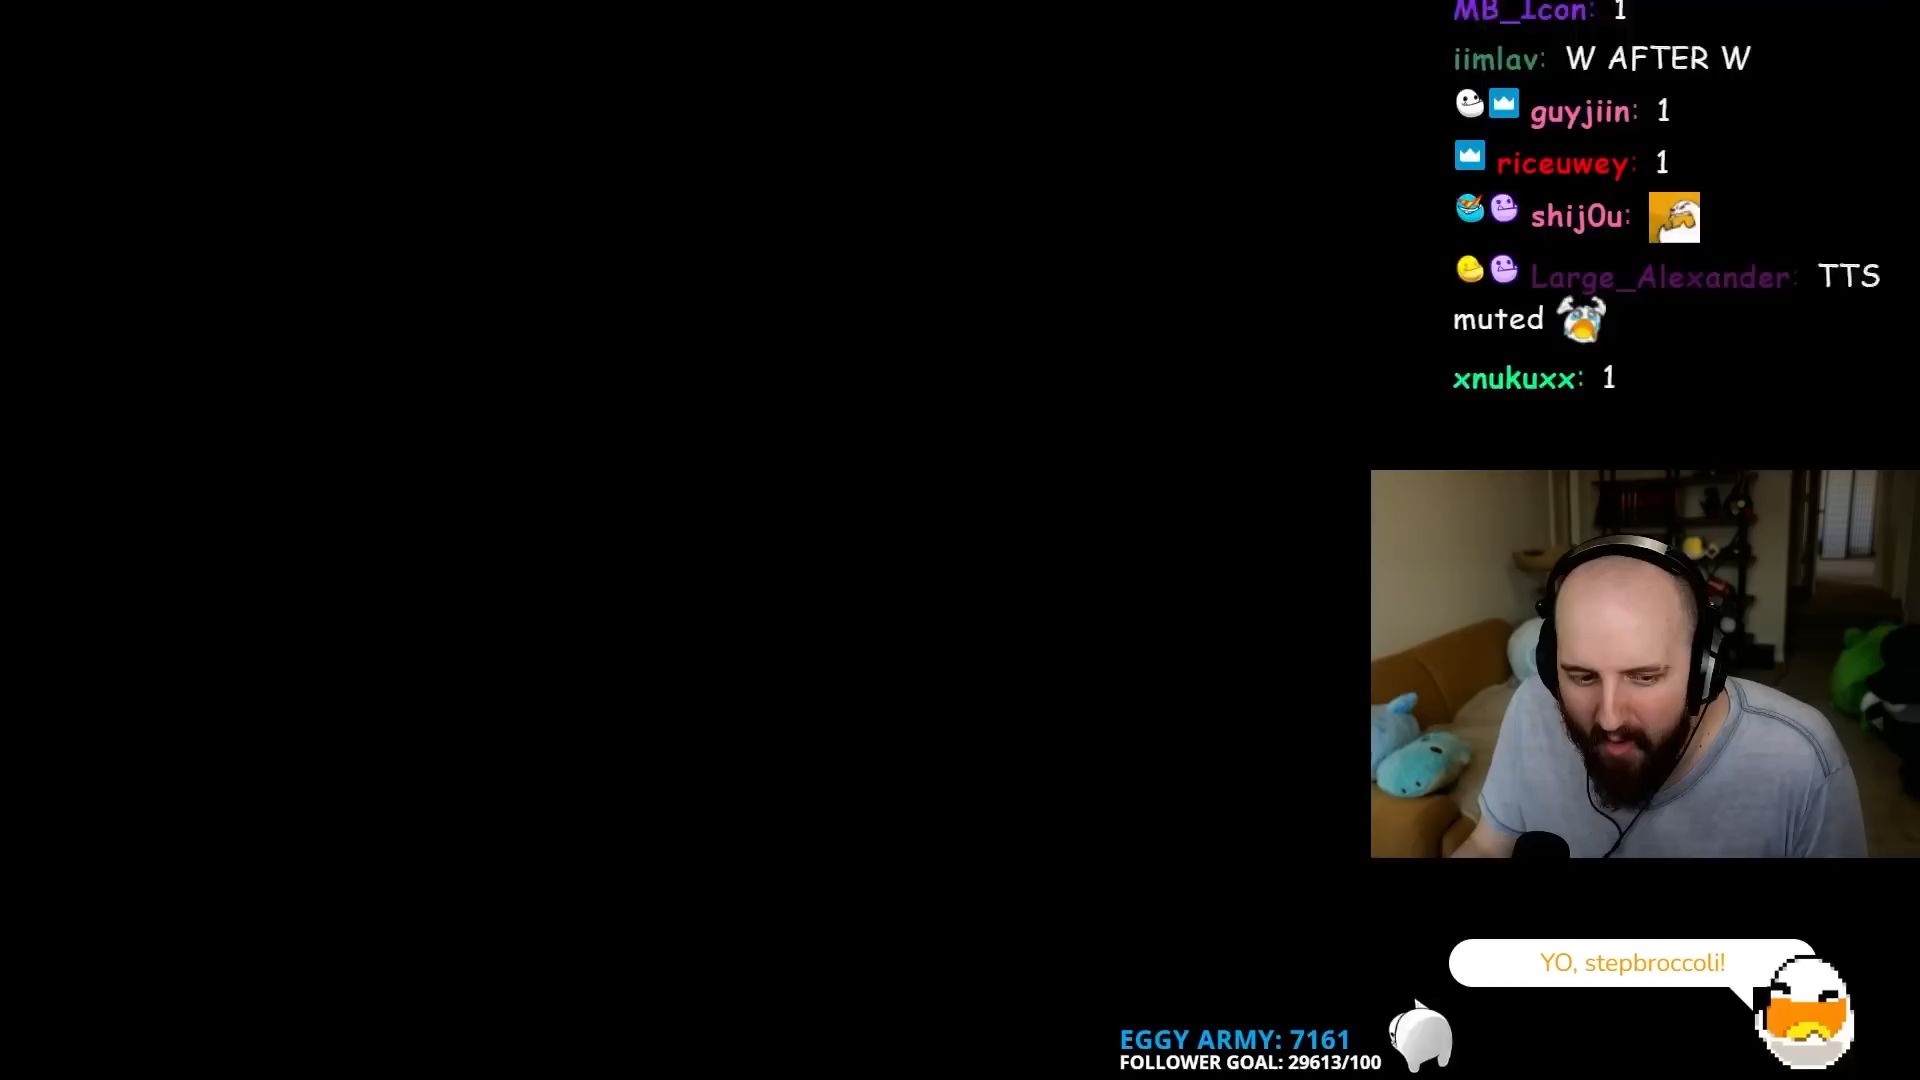 MB_Icon: 1
iimlav: W AFTER W
guyjiin: 1
riceuwey: 1
shij0u:
Large_Alexander: TTS
muted
xnukuxx: 1
YO, stepbroccoli!
EGGY ARMY: 7161
FOLLOWER GOAL: 29613/100